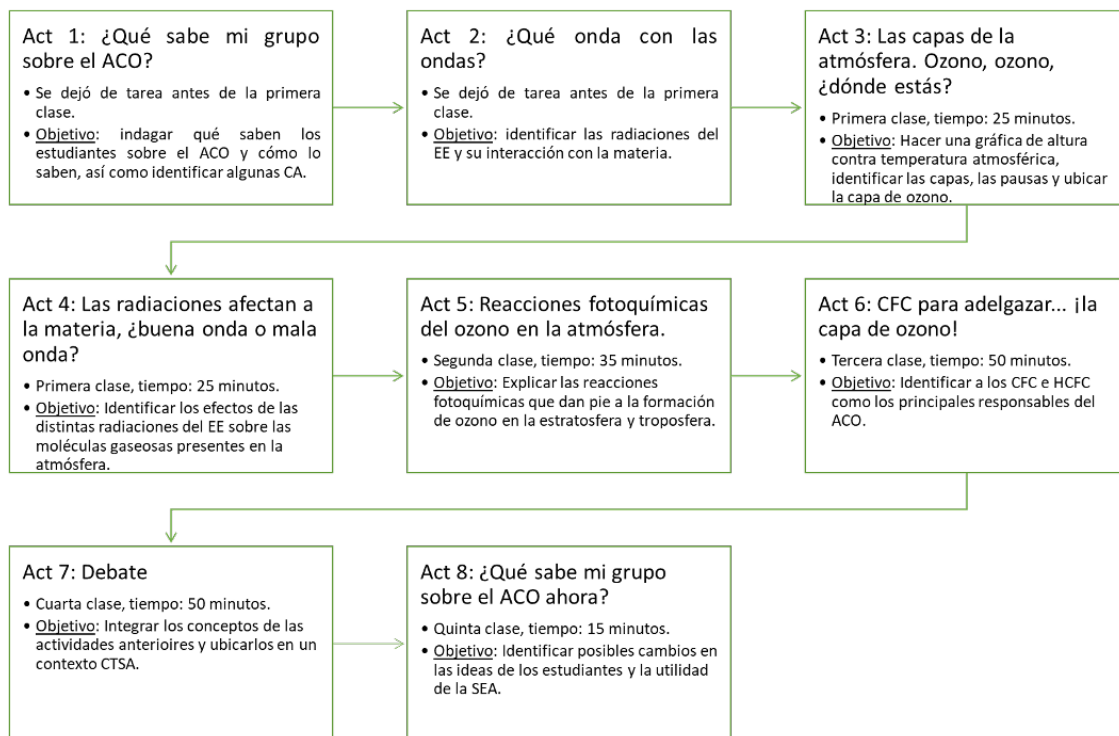 Act 1: ¿Qué sabe mi grupo
sobre el ACO?
• Se dejó de tarea antes de la primera
clase.
• Objetivo: indagar qué saben los
estudiantes sobre el ACO y cómo lo
saben, así como identificar algunas CA.
Act 2: ¿Qué onda con las
ondas?
• Se dejó de tarea antes de la primera
clase.
• Objetivo: identificar las radiaciones del
EE y su interacción con la materia.
Act 3: Las capas de la
atmósfera. Ozono, ozono,
¿dónde estás?
• Primera clase, tiempo: 25 minutos.
• Objetivo: Hacer una gráfica de altura
contra temperatura atmosférica,
identificar las capas, las pausas y ubicar
la capa de ozono.
Act 4: Las radiaciones afectan a
la materia, ¿buena onda o mala
onda?
• Primera clase, tiempo: 25 minutos.
• Objetivo: Identificar los efectos de las
distintas radiaciones del EE sobre las
moléculas gaseosas presentes en la
atmósfera.
Act 5: Reacciones fotoquímicas
del ozono en la atmósfera.
• Segunda clase, tiempo: 35 minutos.
• Objetivo: Explicar las reacciones
fotoquímicas que dan pie a la formación
de ozono en la estratosfera y troposfera.
Act 6: CFC para adelgazar... ¡la
capa de ozono!
• Tercera clase, tiempo: 50 minutos.
• Objetivo: Identificar a los CFC e HCFC
como los principales responsables del
ACO.
Act 7: Debate
• Cuarta clase, tiempo: 50 minutos.
• Objetivo: Integrar los conceptos de las
actividades anterioires y ubicarlos en un
contexto CTSA.
Act 8: ¿Qué sabe mi grupo
sobre el ACO ahora?
• Quinta clase, tiempo: 15 minutos.
• Objetivo: Identificar posibles cambios en
las ideas de los estudiantes y la utilidad
de la SEA.